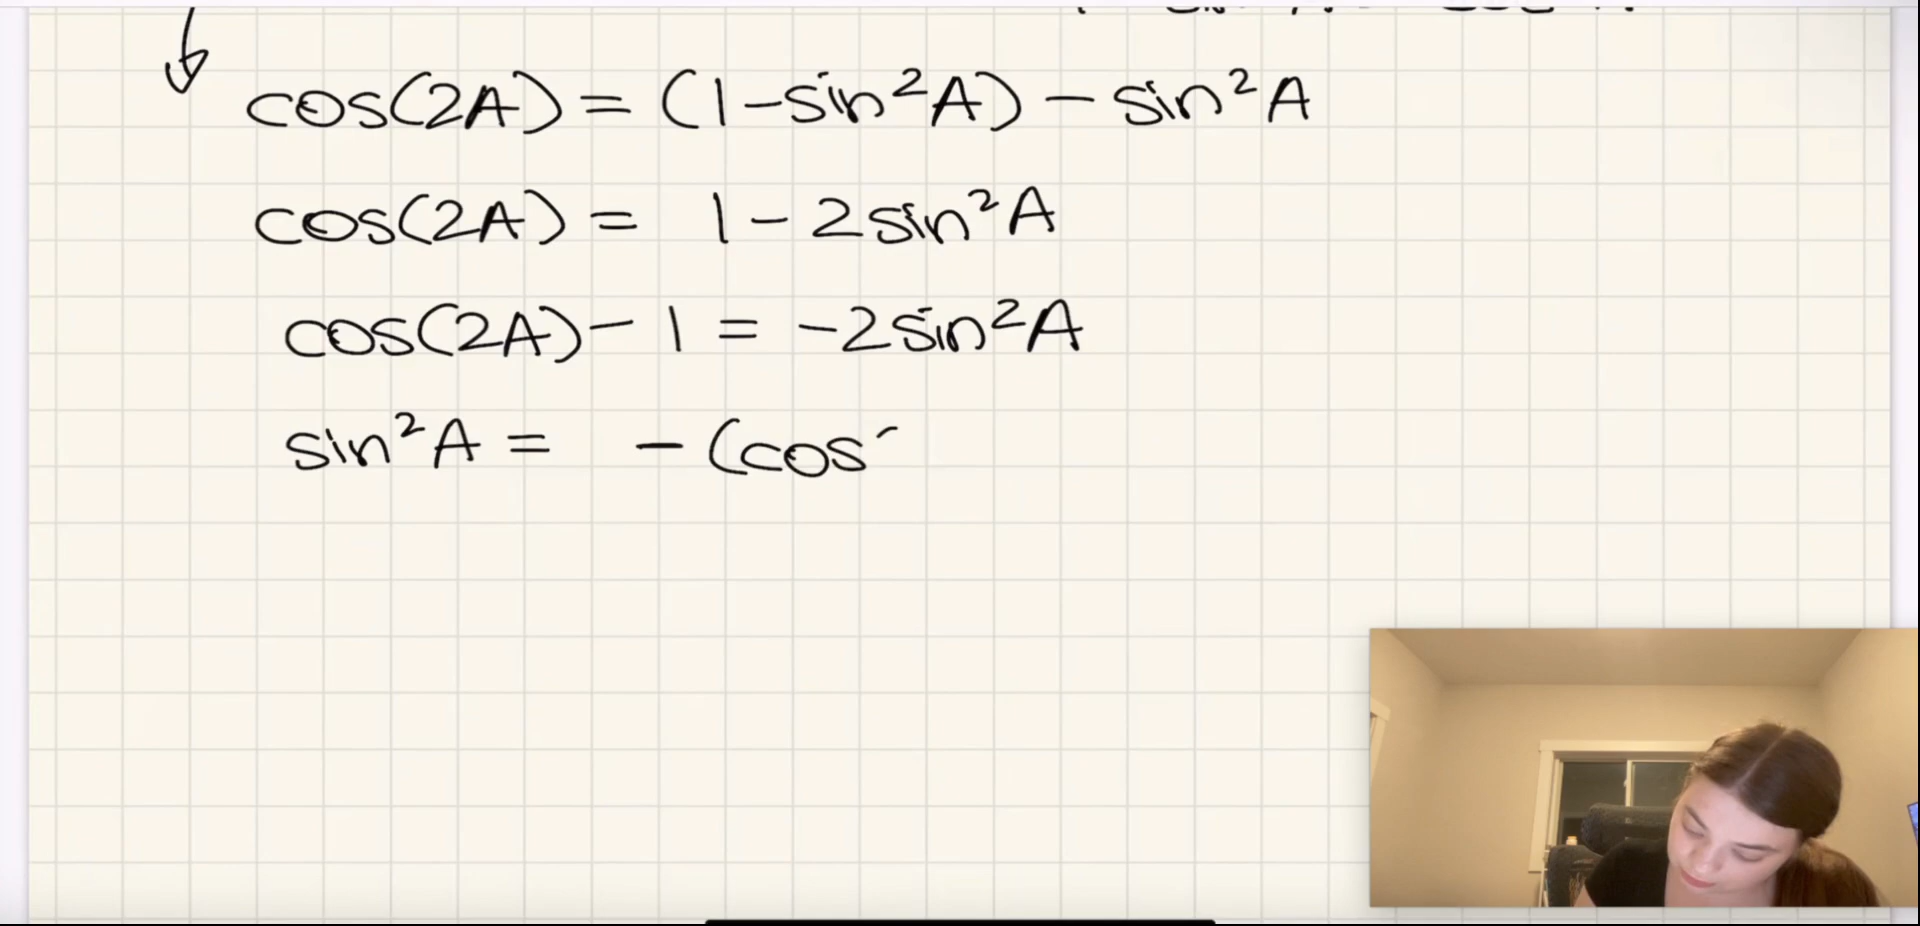 cos(2A) = (1-sin²A) - sin²A
cos(2A) = 1 - 2sin²A
cos(2A) - 1 = -2sin²A
sin²A = -(cos